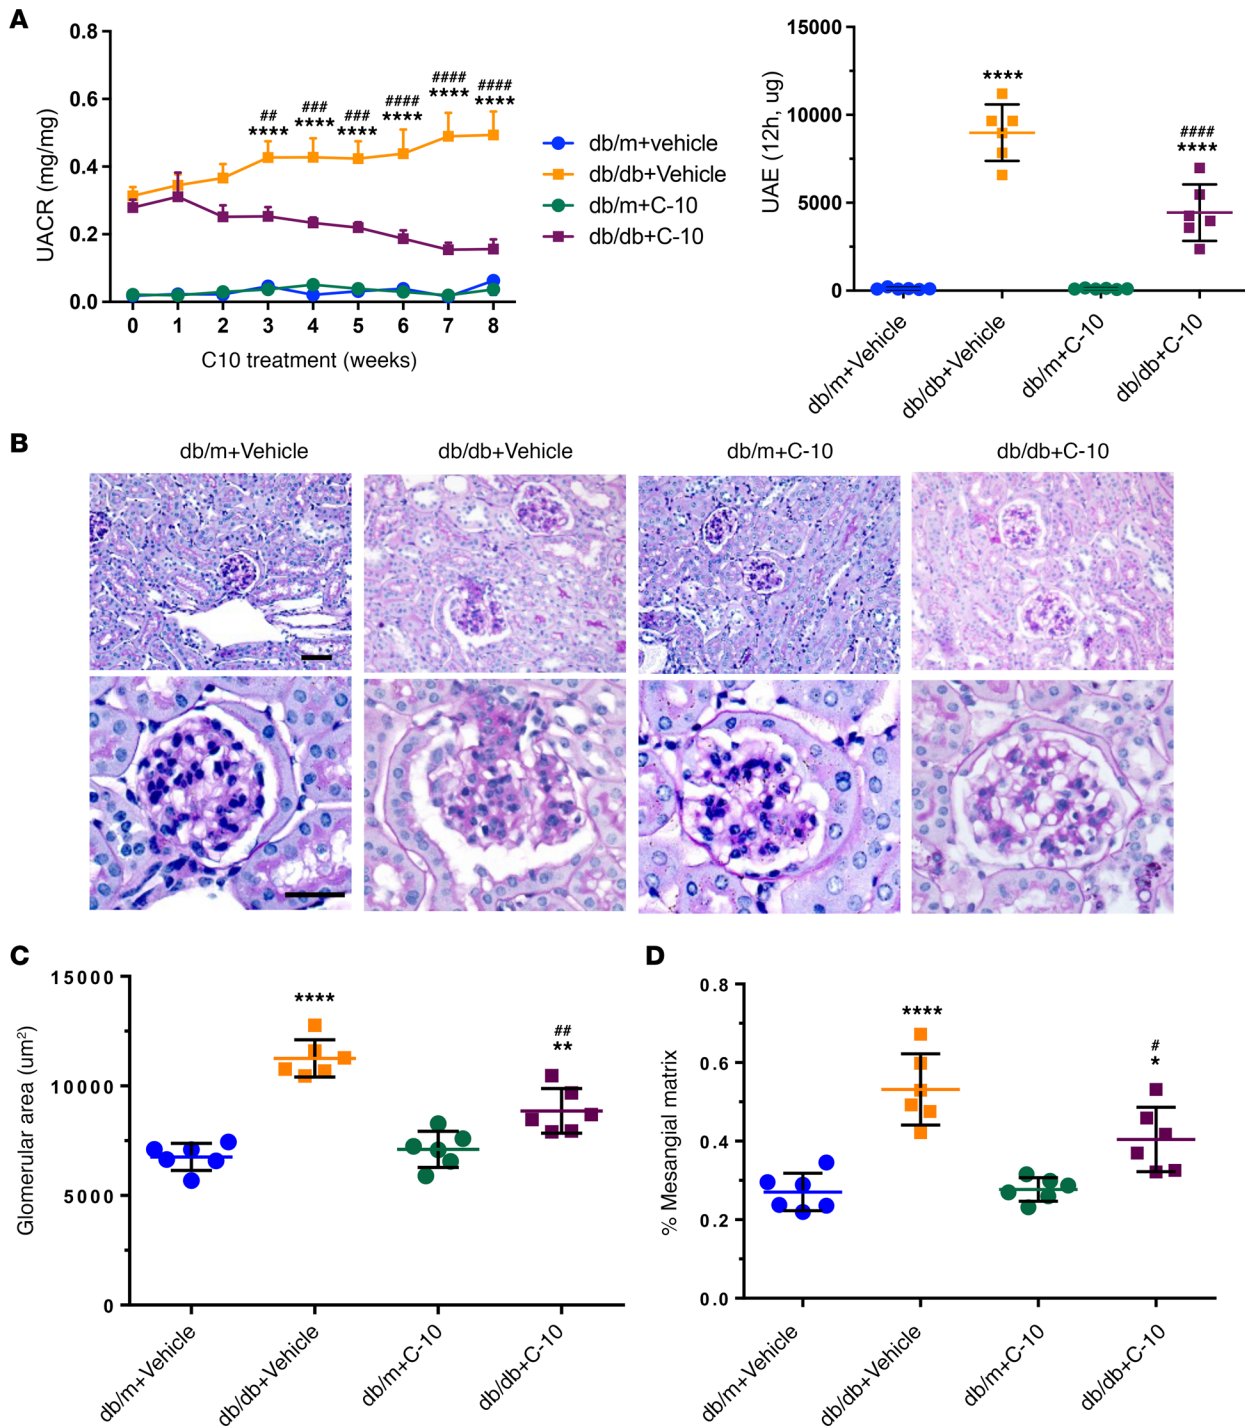 A
0.8
0.6
0.4
0.2
0.0
UACR (mg/mg)
##
****
###
****
###
****
####
****
####
****
####
****
0 1 2 3 4 5 6 7 8
C10 treatment (weeks)
db/m+vehicle
db/db+Vehicle
db/m+C-10
db/db+C-10
15000
10000
5000
0
UAE (12h, ug)
****
####
****
db/m+Vehicle
db/db+Vehicle
db/m+C-10
db/db+C-10
B
db/m+Vehicle db/db+Vehicle db/m+C-10 db/db+C-10
C
15000
10000
5000
0
Glomerular area (um²)
****
##
**
db/m+Vehicle
db/db+Vehicle
db/m+C-10
db/db+C-10
D
0.8
0.6
0.4
0.2
0.0
% Mesangial matrix
****
#
*
db/m+Vehicle
db/db+Vehicle
db/m+C-10
db/db+C-10